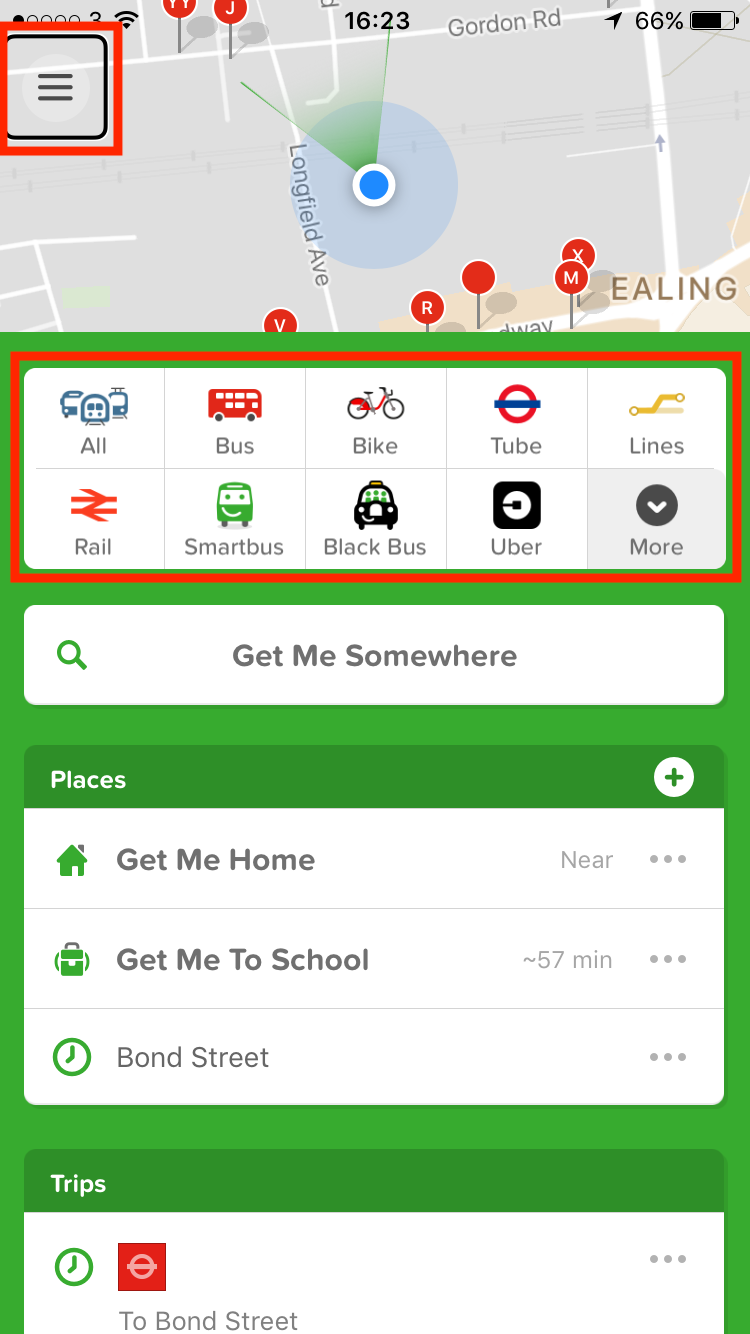 3 16:23 66%
YY
J
Gordon Rd
Longfield Ave
X
M
EALING
R
V
dway
All Bus Bike Tube Lines
Rail Smartbus Black Bus Uber More
Get Me Somewhere
Places
Get Me Home Near
Get Me To School ~57 min
Bond Street
Trips
To Bond Street